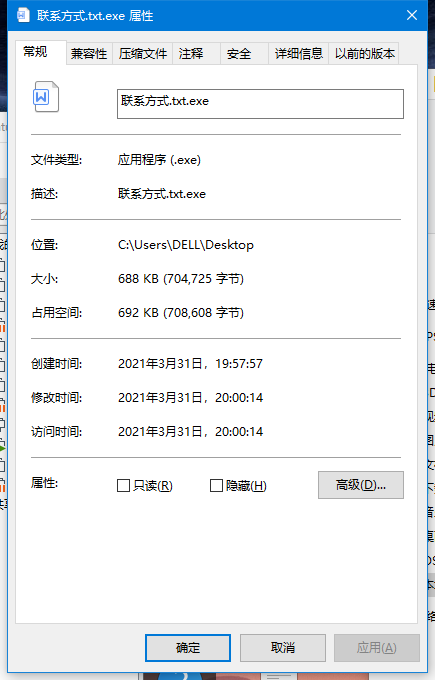 联系方式.txt.exe 属性
常规 兼容性 压缩文件 注释 安全 详细信息 以前的版本
W
联系方式.txt.exe
文件类型: 应用程序 (.exe)
描述: 联系方式.txt.exe
位置: C:\Users\DELL\Desktop
大小: 688 KB (704,725 字节)
占用空间: 692 KB (708,608 字节)
创建时间: 2021年3月31日，19:57:57
修改时间: 2021年3月31日，20:00:14
访问时间: 2021年3月31日，20:00:14
属性: 只读(R) 隐藏(H) 高级(D)...
确定 取消 应用(A)